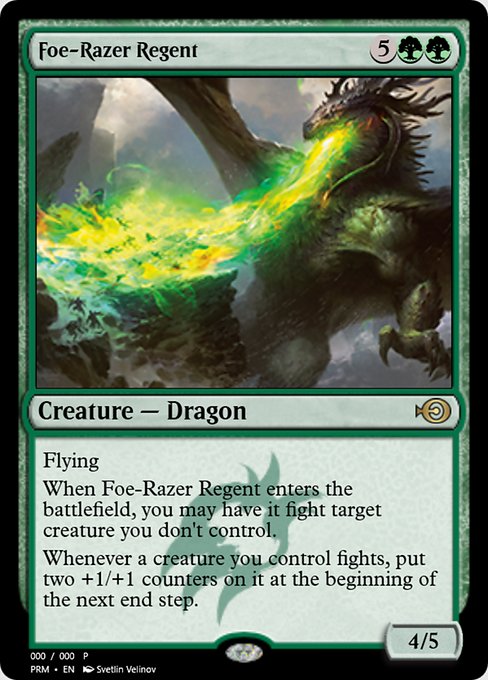 Foe-Razer Regent 5
Creature — Dragon
Flying
When Foe-Razer Regent enters the
battlefield, you may have it fight target
creature you don't control.
Whenever a creature you control fights, put
two +1/+1 counters on it at the beginning of
the next end step.
4/5
000 / 000 P
PRM • EN Svetlin Velinov